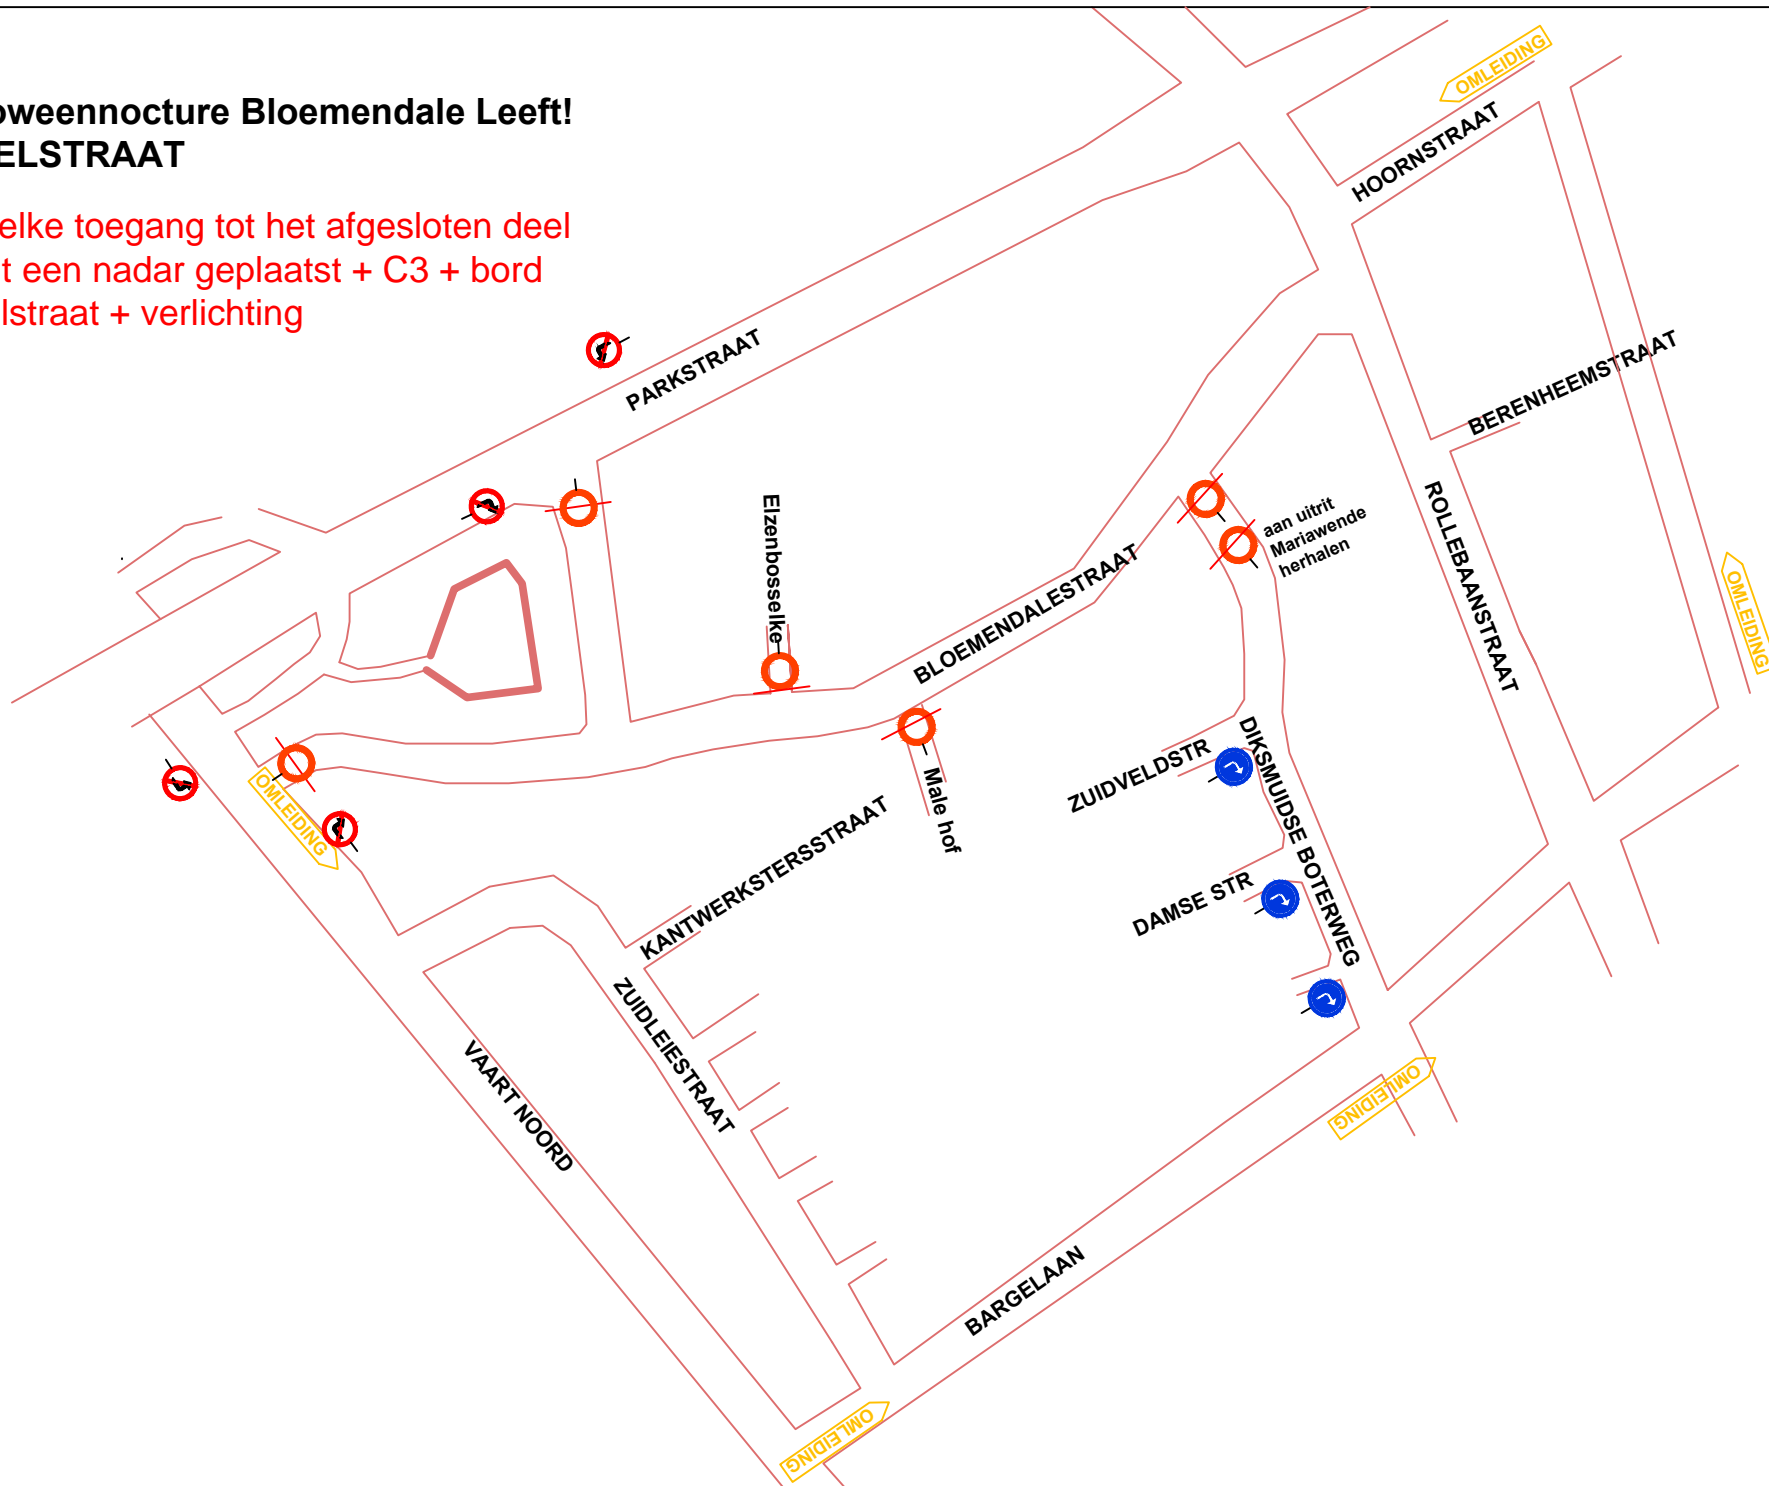 oweennocture Bloemendale Leeft!
ELSTRAAT
elke toegang tot het afgesloten deel
t een nadar geplaatst + C3 + bord
lstraat + verlichting
OMLEIDING
HOORNSTRAAT
PARKSTRAAT
BERENHEEMSTRAAT
ROLLEBAANSTRAAT
Elzenbosselke
aan uitrit
Mariawende
herhalen
BLOEMENDALESTRAAT
OMLEIDING
DIKSMUIDSE BOTERWEG
ZUIDVELDSTR
Male hof
OMLEIDING
KANTWERKSTERSSTRAAT
DAMSE STR
ZUIDLEIESTRAAT
VAART NOORD
OMLEIDING
BARGELAAN
OMLEIDING